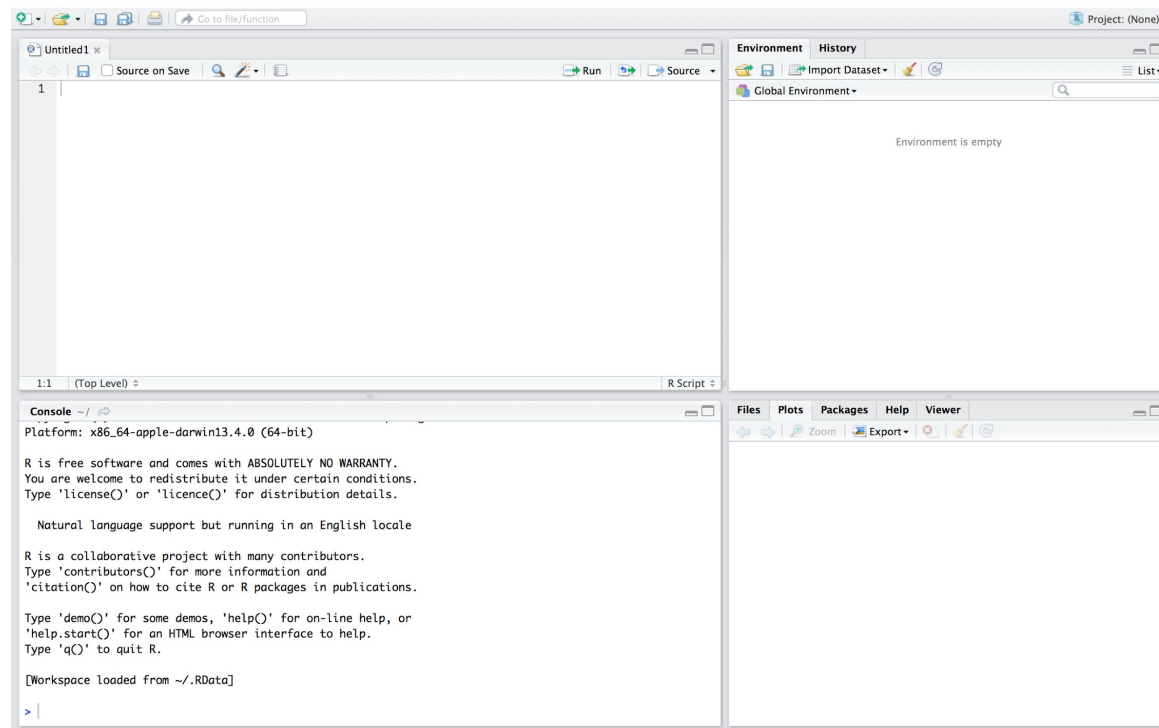 Go to file/function
Project: (None)
Untitled1
Source on Save
Run
Source
1
1:1 (Top Level)
R Script
Environment History
Import Dataset
List
Global Environment
Environment is empty
Console ~/
Platform: x86_64-apple-darwin13.4.0 (64-bit)
R is free software and comes with ABSOLUTELY NO WARRANTY.
You are welcome to redistribute it under certain conditions.
Type 'license()' or 'licence()' for distribution details.
Natural language support but running in an English locale
R is a collaborative project with many contributors.
Type 'contributors()' for more information and
'citation()' on how to cite R or R packages in publications.
Type 'demo()' for some demos, 'help()' for on-line help, or
'help.start()' for an HTML browser interface to help.
Type 'q()' to quit R.
[Workspace loaded from ~/.RData]
>
Files Plots Packages Help Viewer
Zoom Export